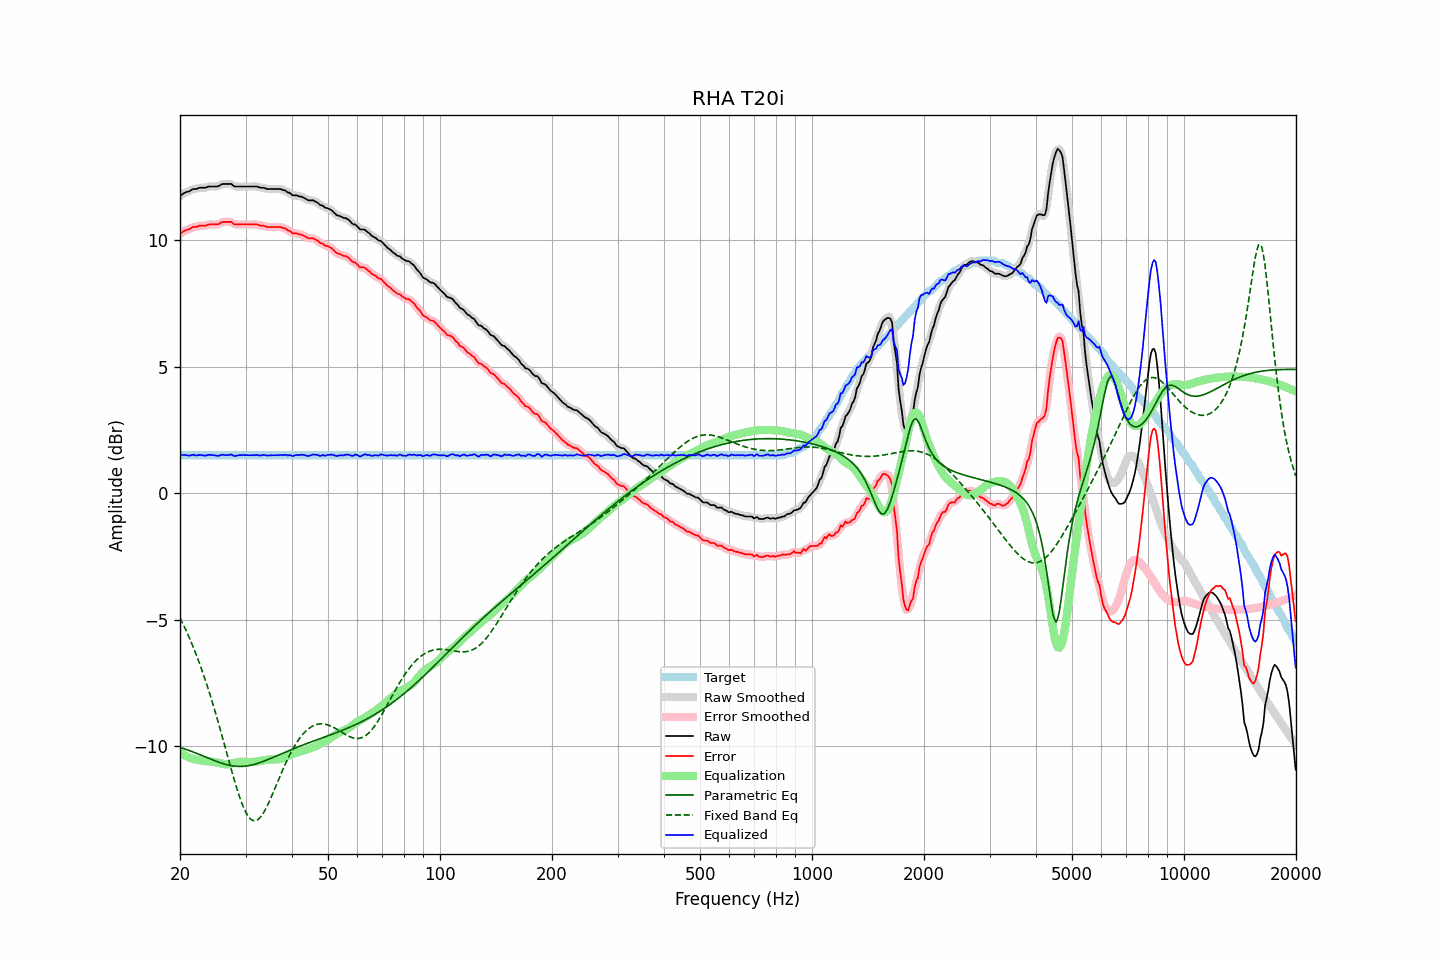 RHA T20i
Amplitude (dBr)
10
5
0
−5
−10
20
50
100
200
500
1000
2000
5000
10000
20000
Frequency (Hz)
Target
Raw Smoothed
Error Smoothed
Raw
Error
Equalization
Parametric Eq
Fixed Band Eq
Equalized